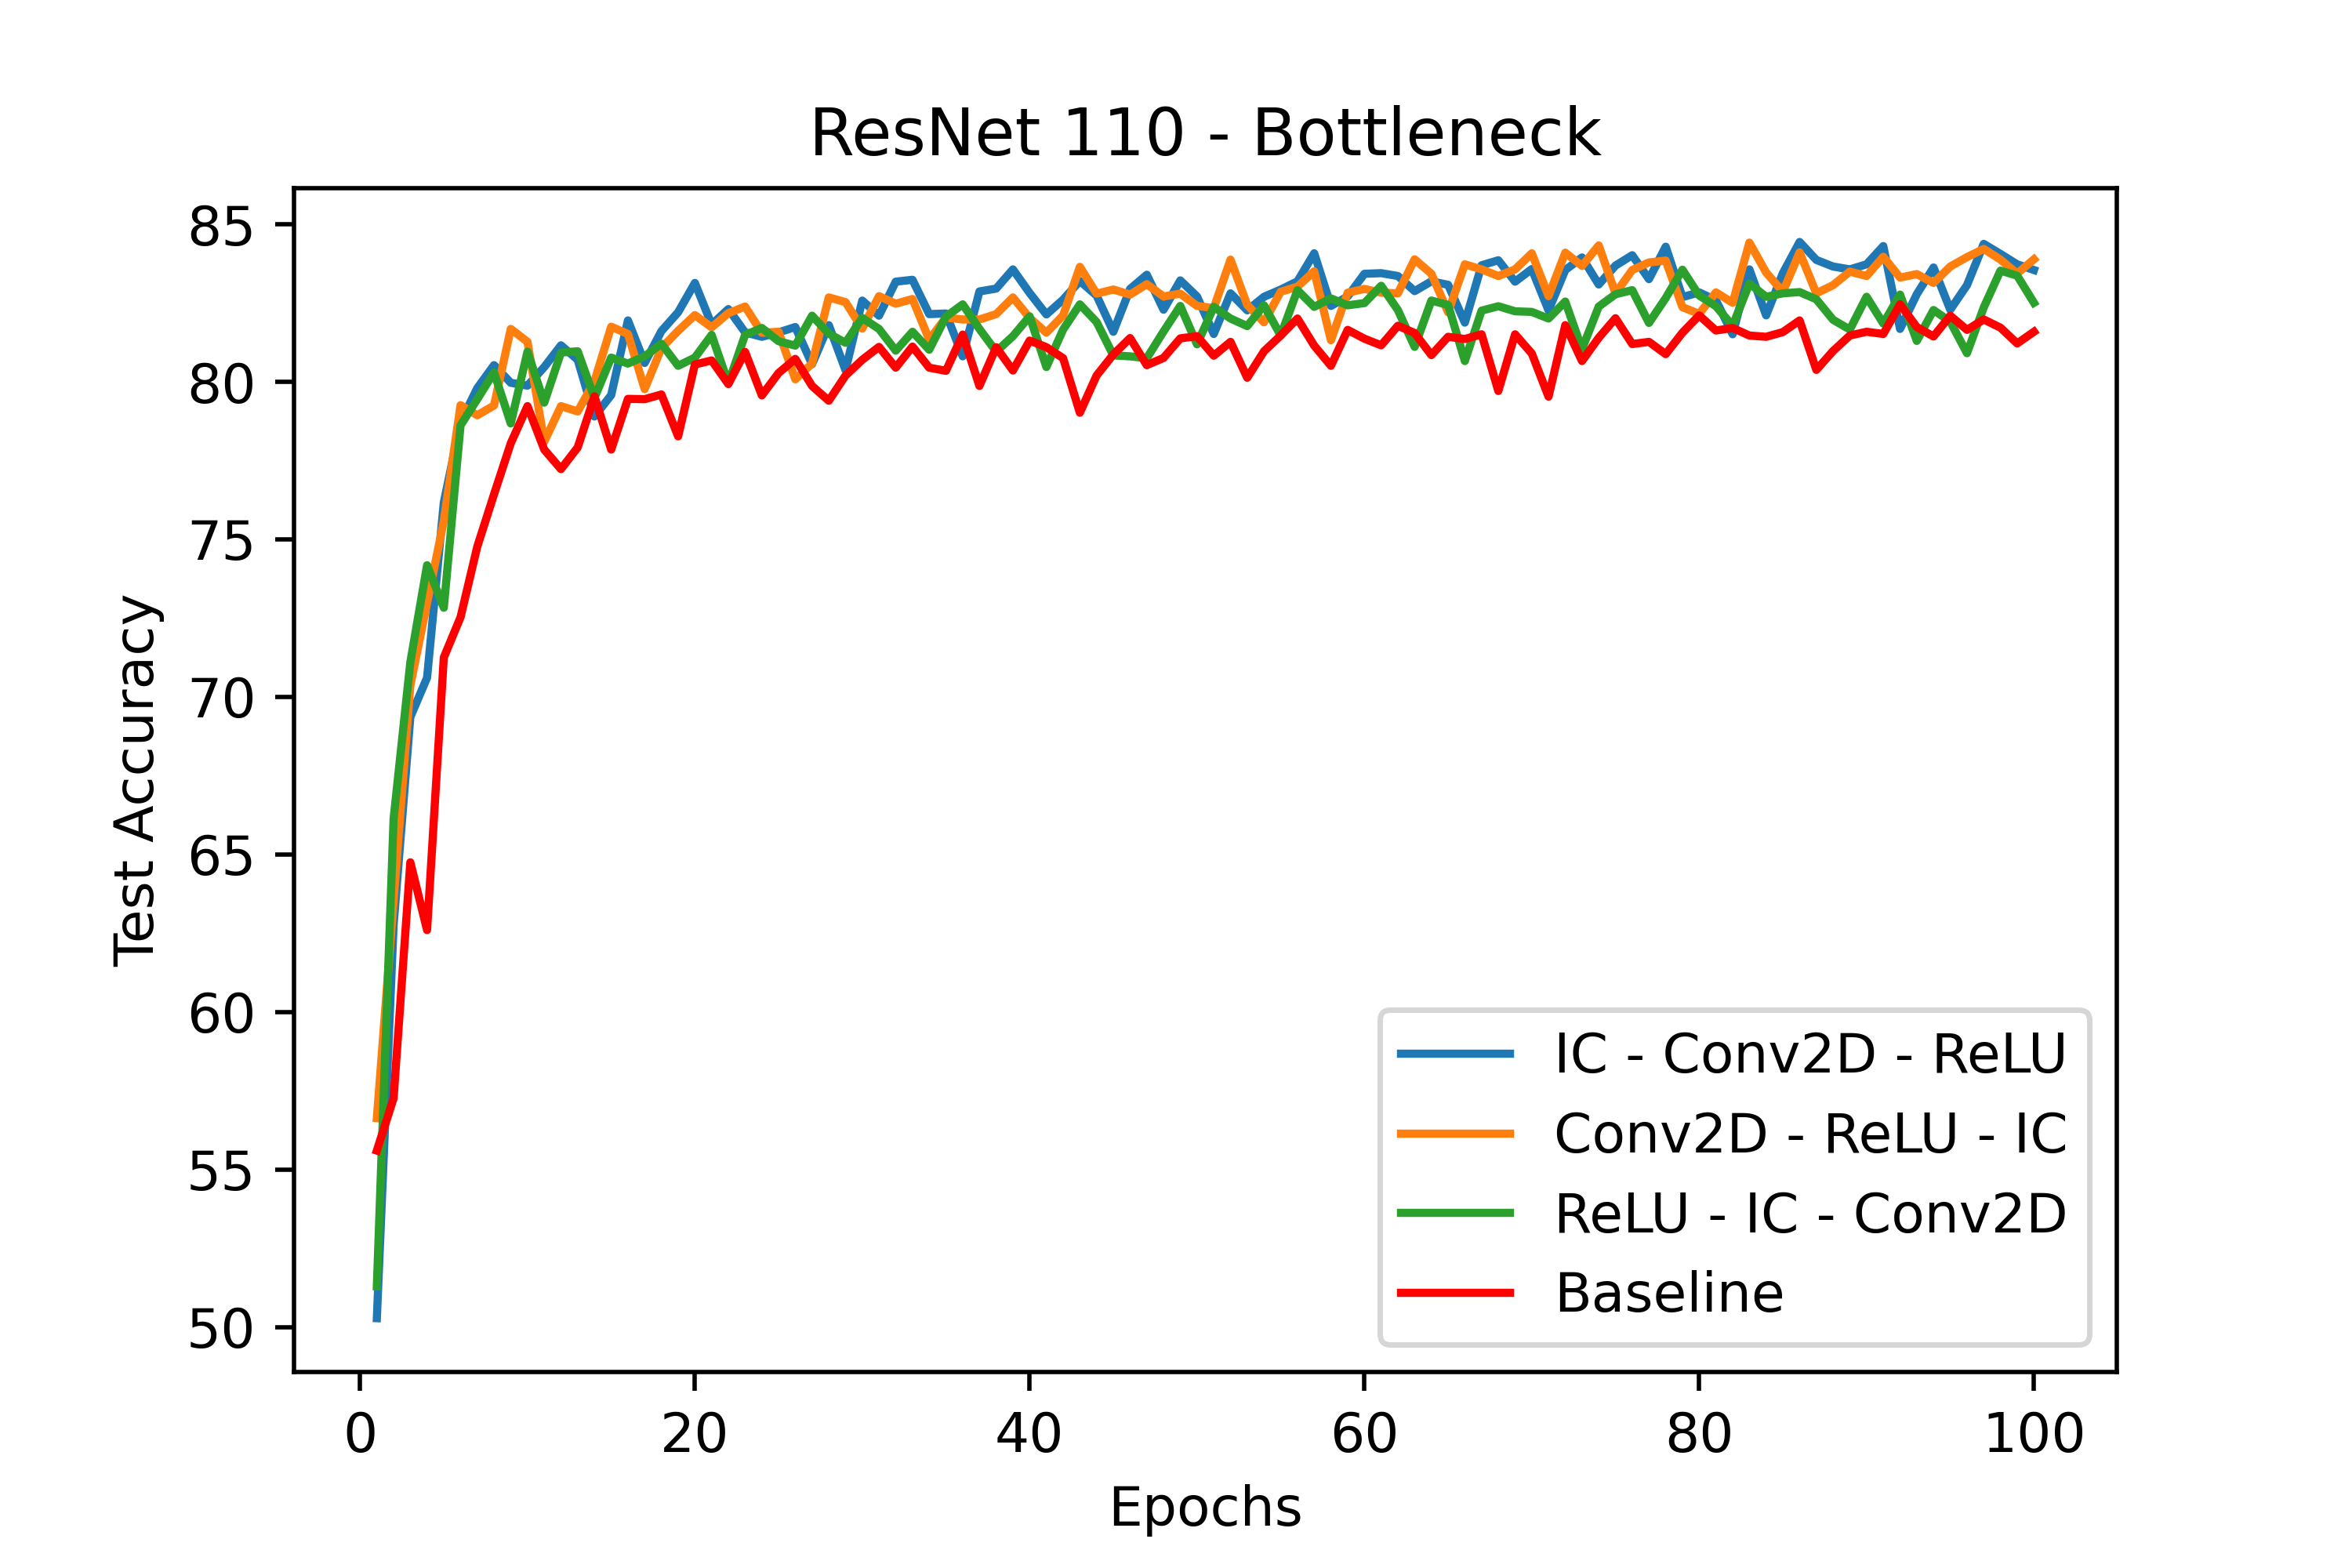 ResNet 110 - Bottleneck
85
80
75
70
65
60
55
50
Test Accuracy
IC - Conv2D - ReLU
Conv2D - ReLU - IC
ReLU - IC - Conv2D
Baseline
0 20 40 60 80 100
Epochs